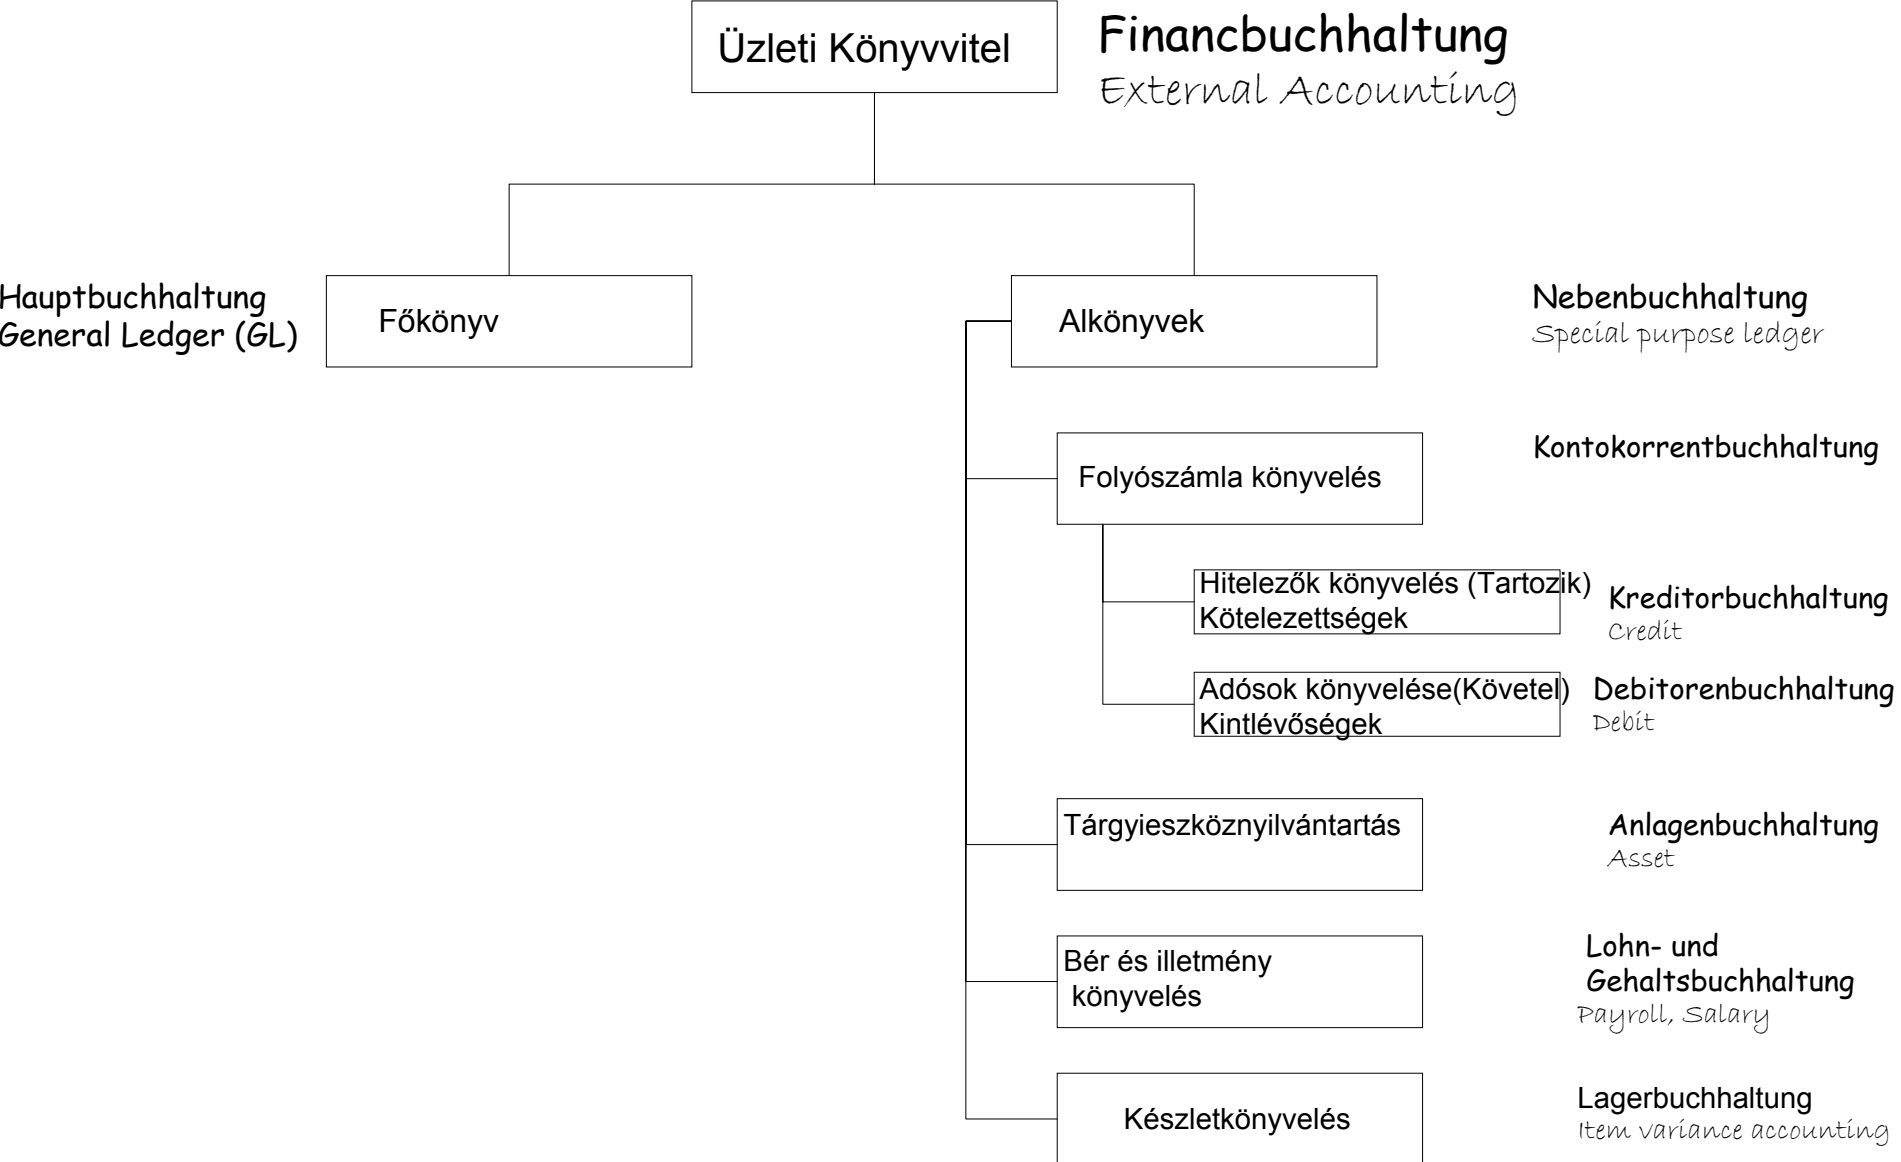 Üzleti Könyvvitel
Financbuchhaltung
External Accounting
Hauptbuchhaltung
General Ledger (GL)
Főkönyv
Alkönyvek
Nebenbuchhaltung
Special purpose ledger
Folyószámla könyvelés
Kontokorrentbuchhaltung
Hitelezők könyvelés (Tartozik)
Kötelezettségek
Kreditorbuchhaltung
Credit
Adósok könyvelése(Követel)
Kintlévőségek
Debitorenbuchhaltung
Debit
Tárgyieszköznyilvántartás
Anlagenbuchhaltung
Asset
Bér és illetmény
könyvelés
Lohn- und
Gehaltsbuchhaltung
Payroll, Salary
Készletkönyvelés
Lagerbuchhaltung
Item variance accounting